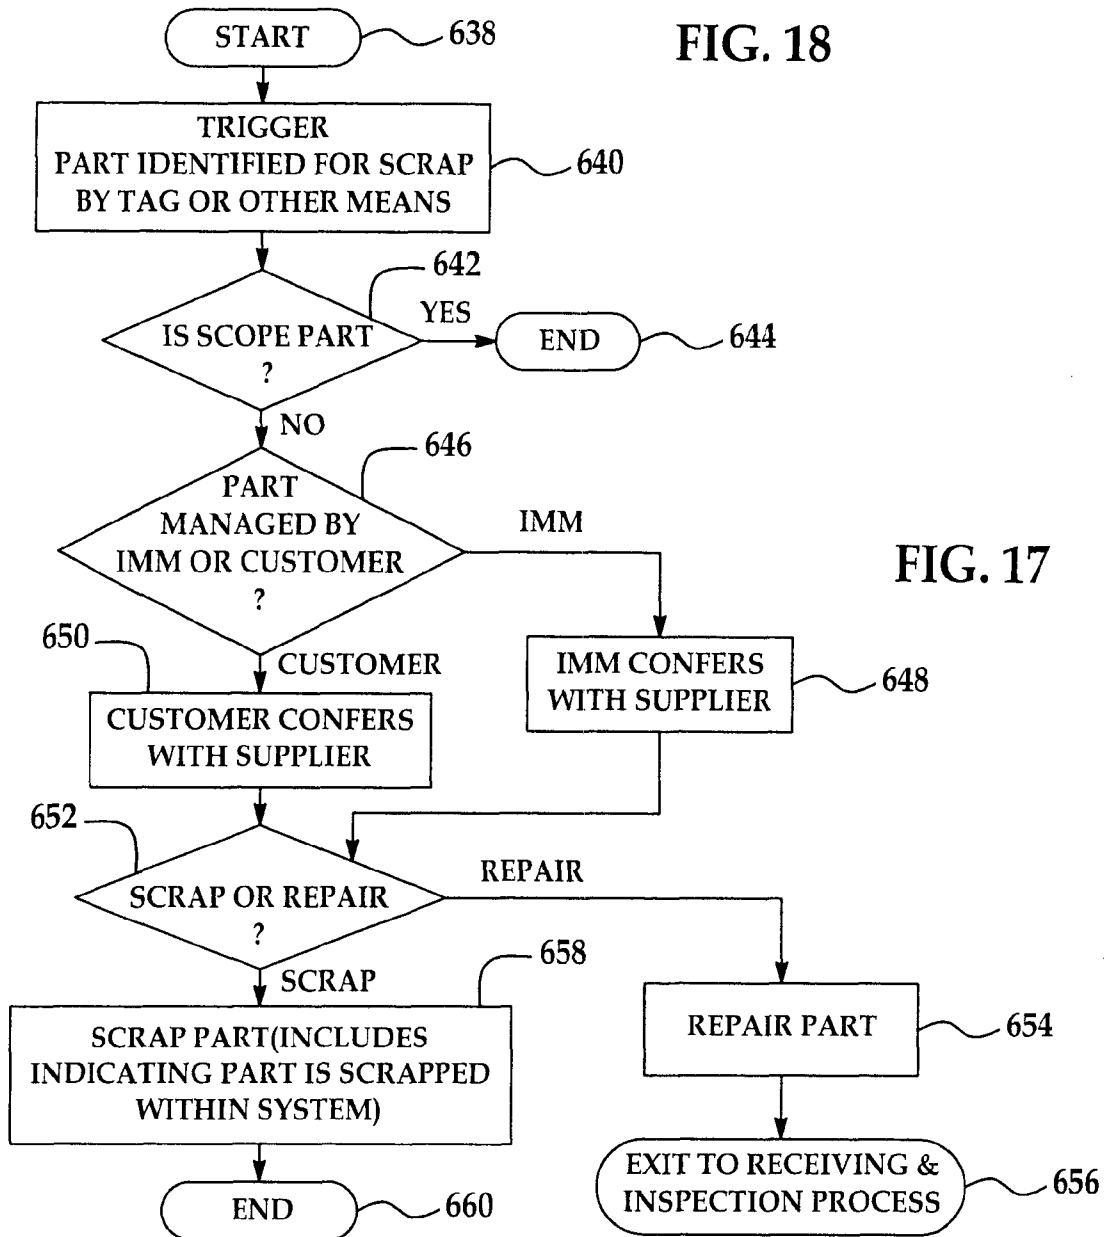 START
638
FIG. 18
TRIGGER
PART IDENTIFIED FOR SCRAP
BY TAG OR OTHER MEANS
640
642
IS SCOPE PART
?
YES
END
644
NO
646
PART
MANAGED BY
IMM OR CUSTOMER
?
IMM
FIG. 17
650
CUSTOMER
CUSTOMER CONFERS
WITH SUPPLIER
IMM CONFERS
WITH SUPPLIER
648
652
SCRAP OR REPAIR
?
REPAIR
SCRAP
658
SCRAP PART(INCLUDES
INDICATING PART IS SCRAPPED
WITHIN SYSTEM)
REPAIR PART
654
END
660
EXIT TO RECEIVING &
INSPECTION PROCESS
656